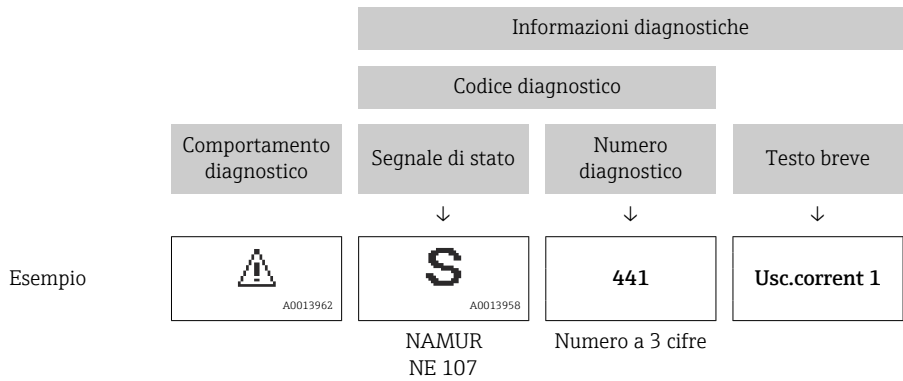 Informazioni diagnostiche
Codice diagnostico
Comportamento
diagnostico
Segnale di stato
Numero
diagnostico
Testo breve
↓ ↓ ↓
Esempio
A0013962
S
A0013958
441
Usc.corrent 1
NAMUR
NE 107
Numero a 3 cifre